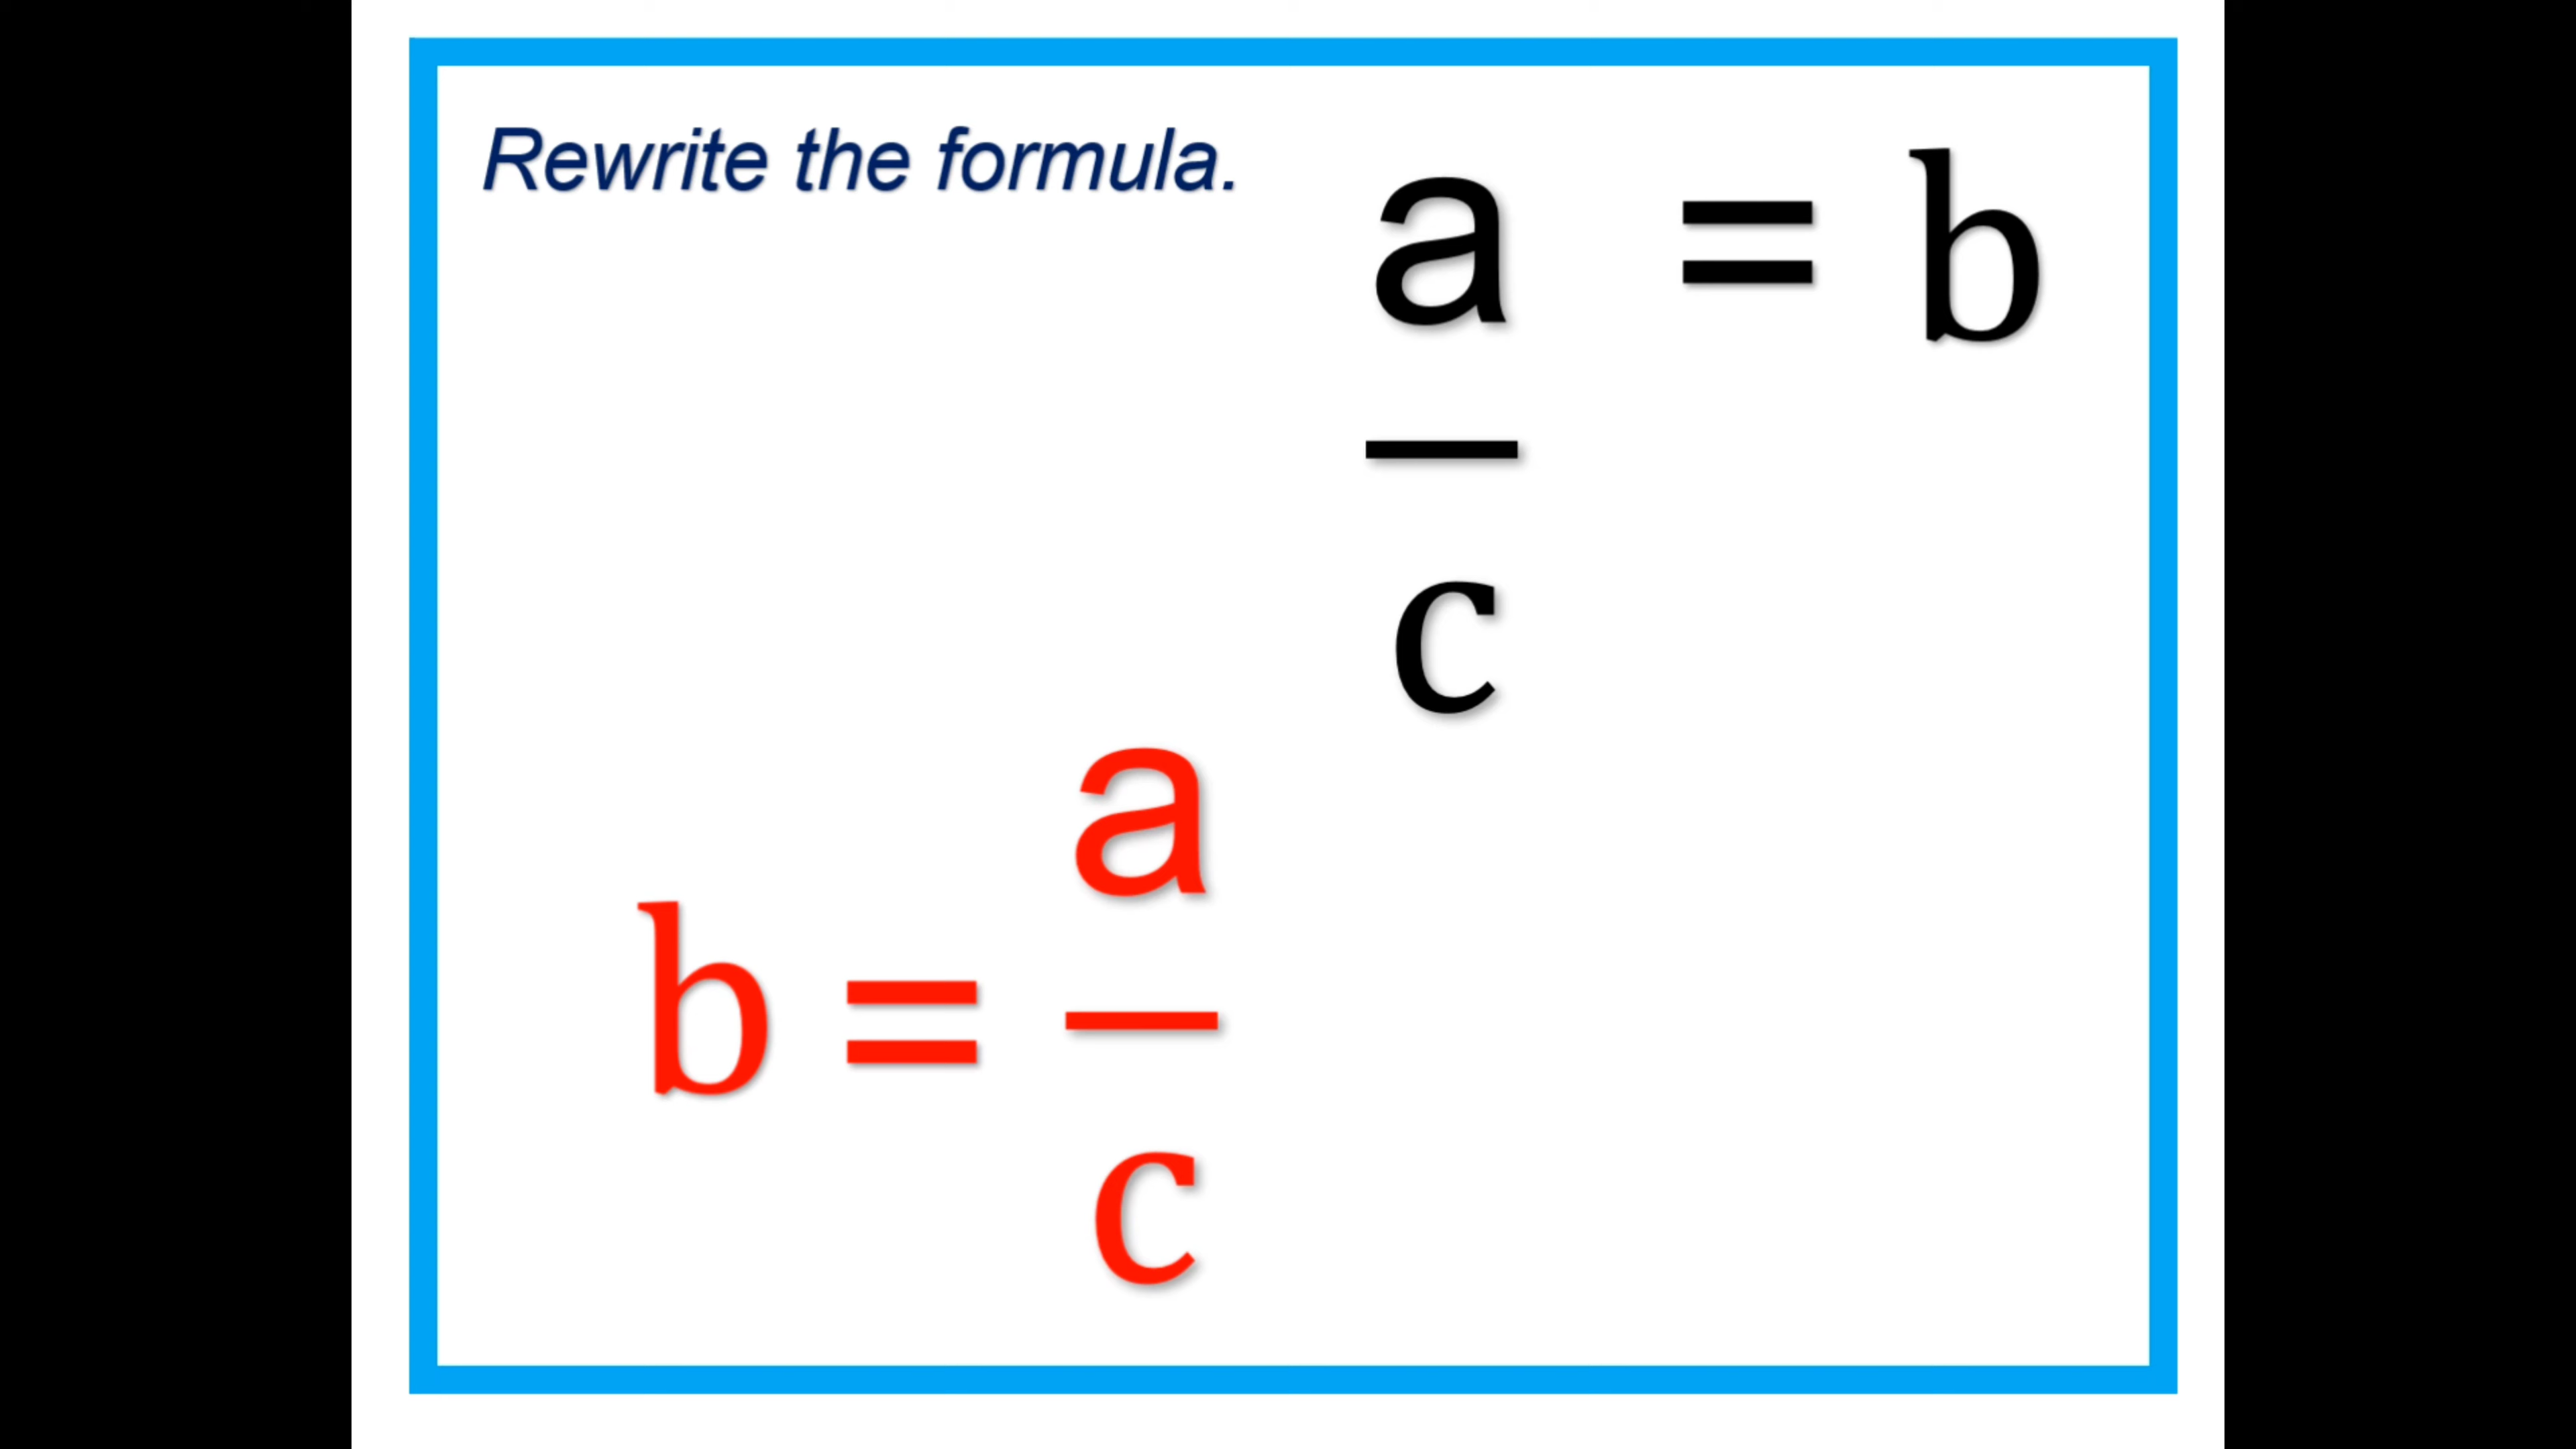 Rewrite the formula.
a = b
—
c
a
b = —
c